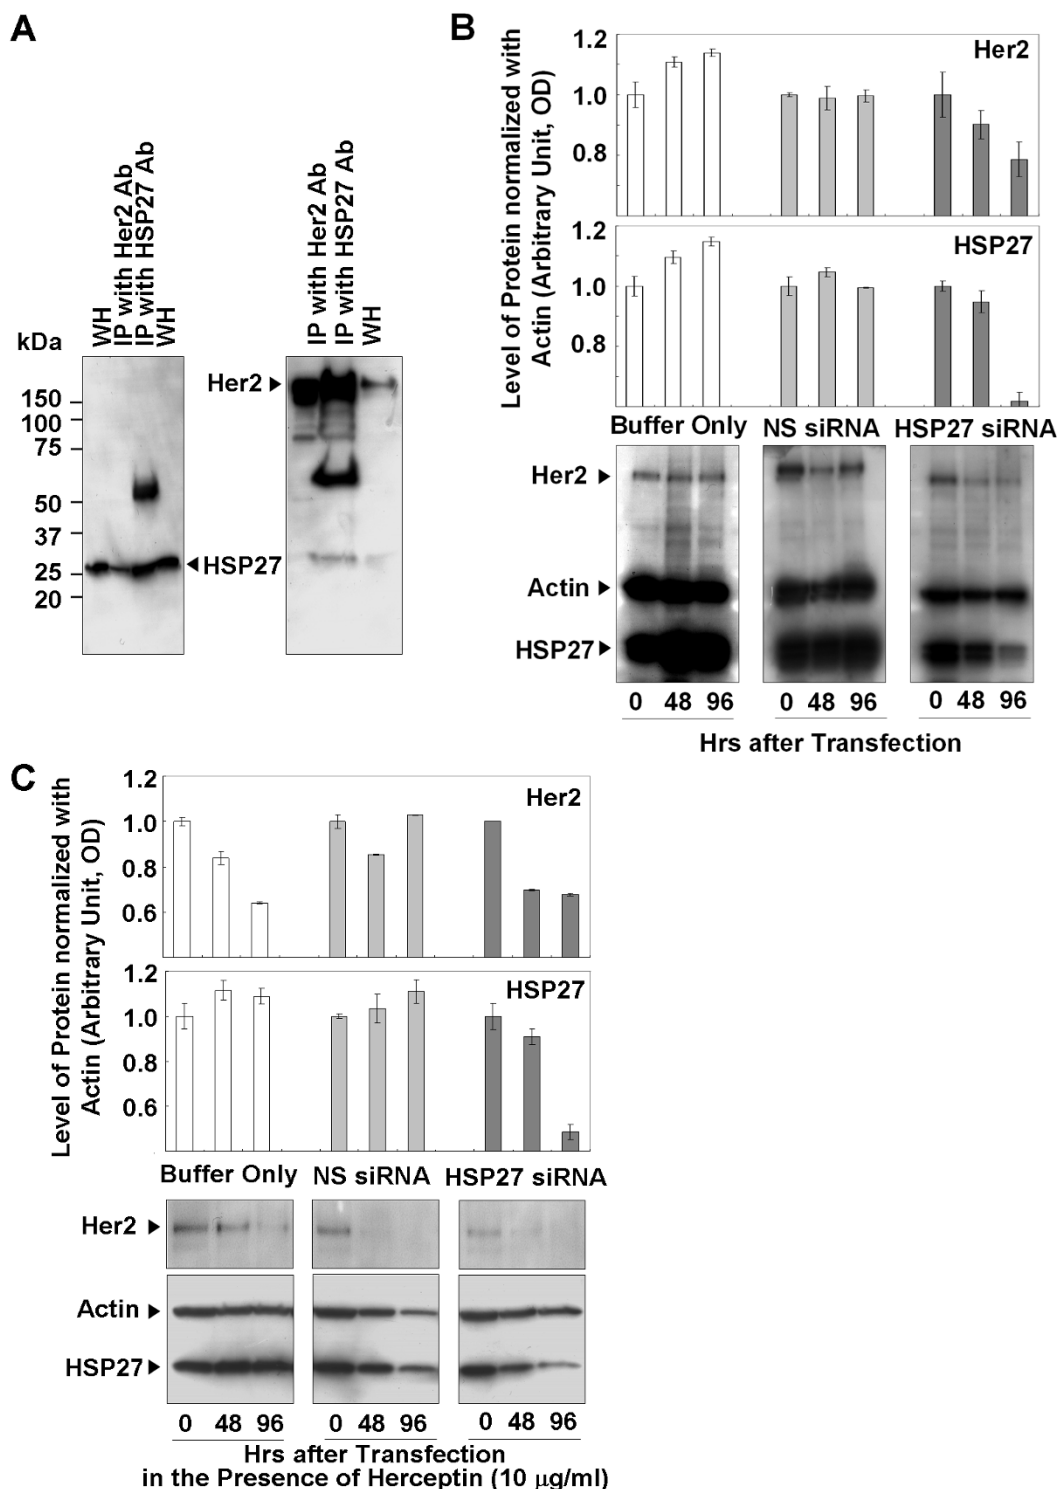 A
WH
IP with Her2 Ab
IP with HSP27 Ab
WH
kDa
150
100
75
50
37
25
20
HSP27
IP with Her2 Ab
IP with HSP27 Ab
WH
Her2
B
Level of Protein normalized with
Actin (Arbitrary Unit, OD)
1.2
1.0
0.8
Her2
1.2
1.0
0.8
HSP27
Buffer Only
NS siRNA
HSP27 siRNA
Her2
Actin
HSP27
0 48 96
0 48 96
0 48 96
Hrs after Transfection
C
Level of Protein normalized with
Actin (Arbitrary Unit, OD)
1.2
1.0
0.8
0.6
Her2
1.2
1.0
0.8
0.6
HSP27
Buffer Only
NS siRNA
HSP27 siRNA
Her2
Actin
HSP27
0 48 96
0 48 96
0 48 96
Hrs after Transfection
in the Presence of Herceptin (10 μg/ml)